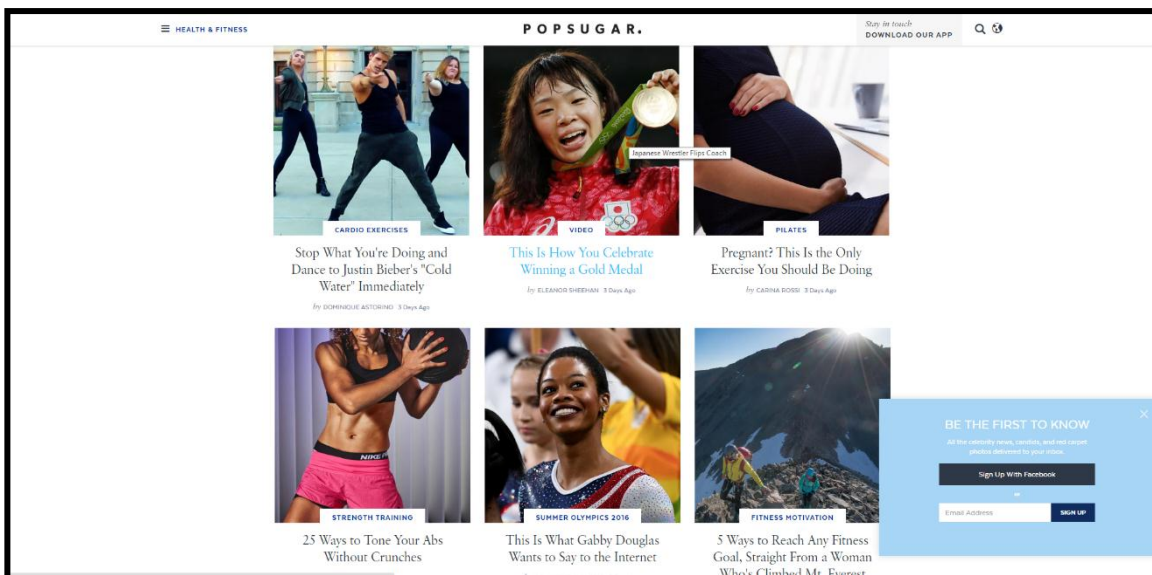 HEALTH & FITNESS
POPSUGAR.
Stay in touch
DOWNLOAD OUR APP
Japanese Wrestler Flips Coach
CARDIO EXERCISES
VIDEO
PILATES
Stop What You're Doing and
Dance to Justin Bieber's "Cold
Water" Immediately
by DOMINIQUE ASTORINO 3 Days Ago
This Is How You Celebrate
Winning a Gold Medal
by ELEANOR SHEEHAN 3 Days Ago
Pregnant? This Is the Only
Exercise You Should Be Doing
by CARINA ROSSI 3 Days Ago
NIKE
STRENGTH TRAINING
SUMMER OLYMPICS 2016
FITNESS MOTIVATION
25 Ways to Tone Your Abs
Without Crunches
This Is What Gabby Douglas
Wants to Say to the Internet
5 Ways to Reach Any Fitness
Goal, Straight From a Woman
Who's Climbed Mt. Everest
BE THE FIRST TO KNOW
All the celebrity news, candids, and red carpet
photos delivered to your inbox.
Sign Up With Facebook
or
Email Address
SIGN UP